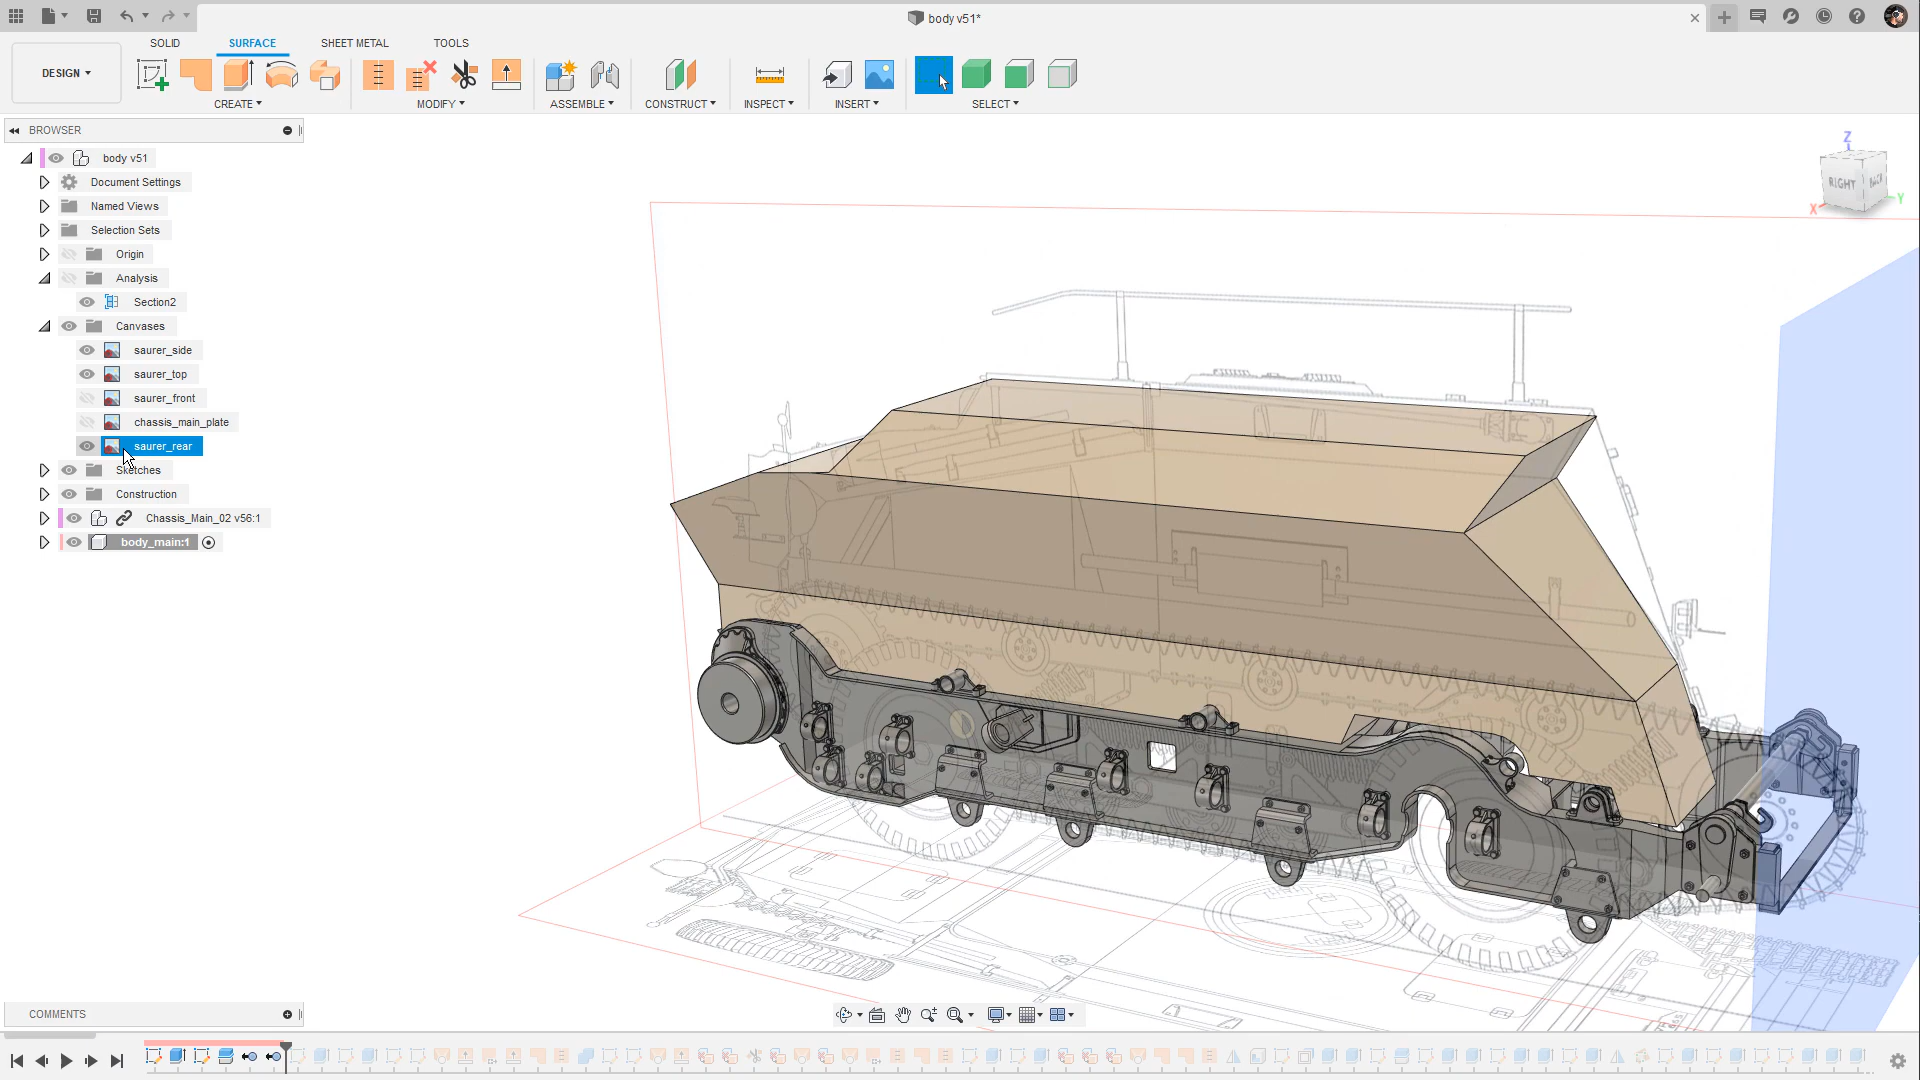 body v51*
SOLID
SURFACE
SHEET METAL
TOOLS
DESIGN
CREATE
MODIFY
ASSEMBLE
CONSTRUCT
INSPECT
INSERT
SELECT
BROWSER
body v51
Document Settings
Named Views
Selection Sets
Origin
Analysis
Section2
Canvases
saurer_side
saurer_top
saurer_front
chassis_main_plate
saurer_rear
Sketches
Construction
Chassis_Main_02 v56:1
body_main:1
Z
RIGHT
BACK
X
Y
COMMENTS